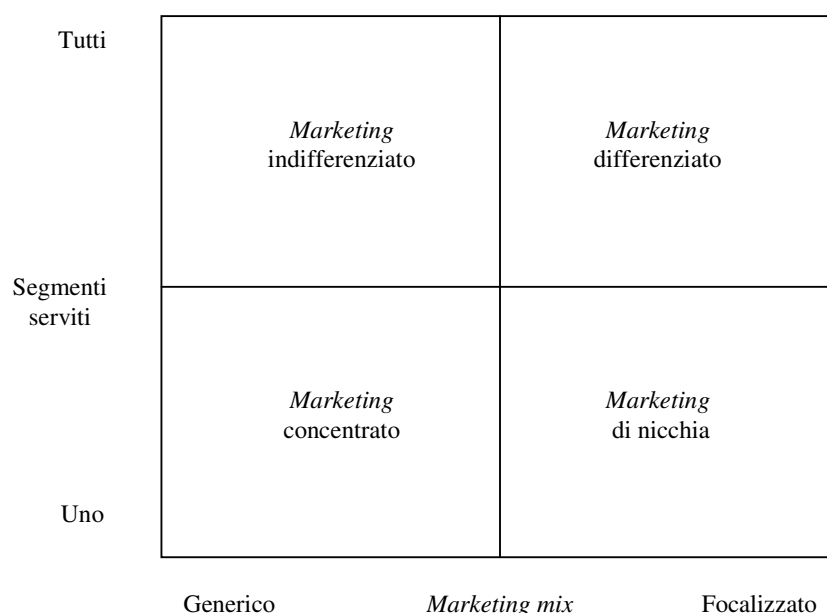 Tutti
Marketing
indifferenziato
Marketing
differenziato
Segmenti
serviti
Marketing
concentrato
Marketing
di nicchia
Uno
Generico
Marketing mix
Focalizzato